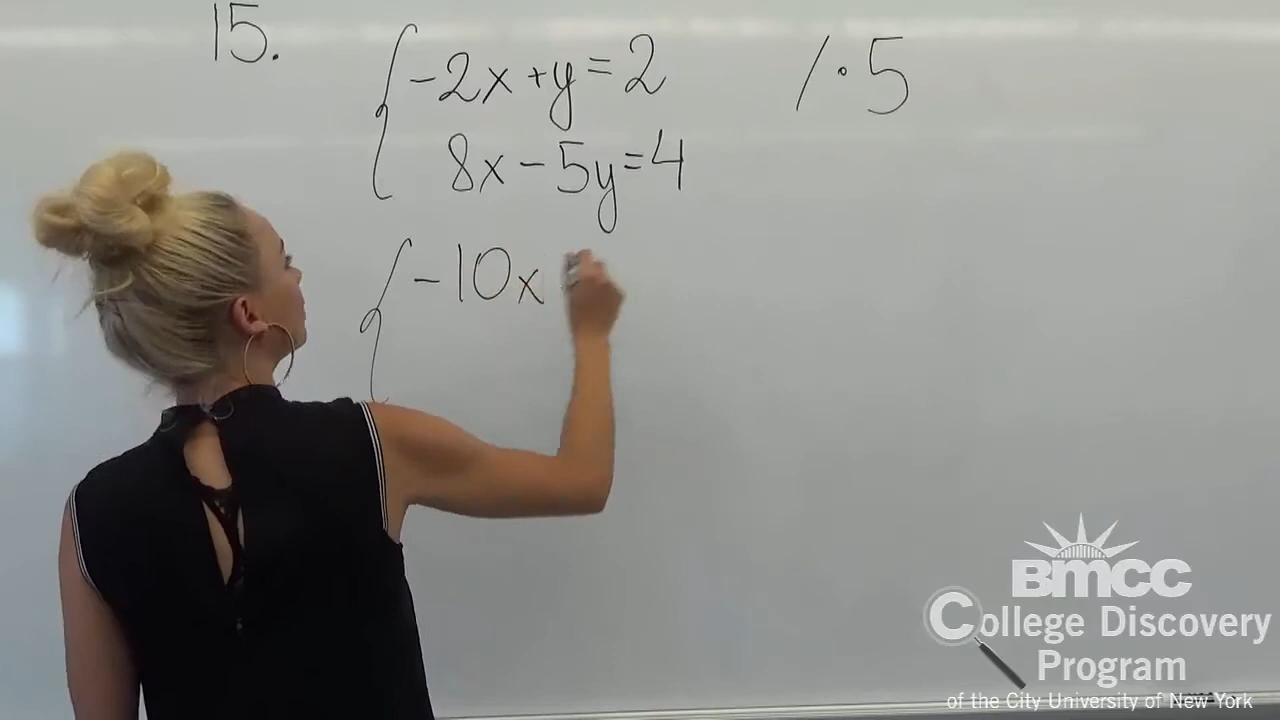 15.
-2x+y=2 /·5
8x-5y=4
-10x
BMCC
College Discovery
Program
of the City University of New York